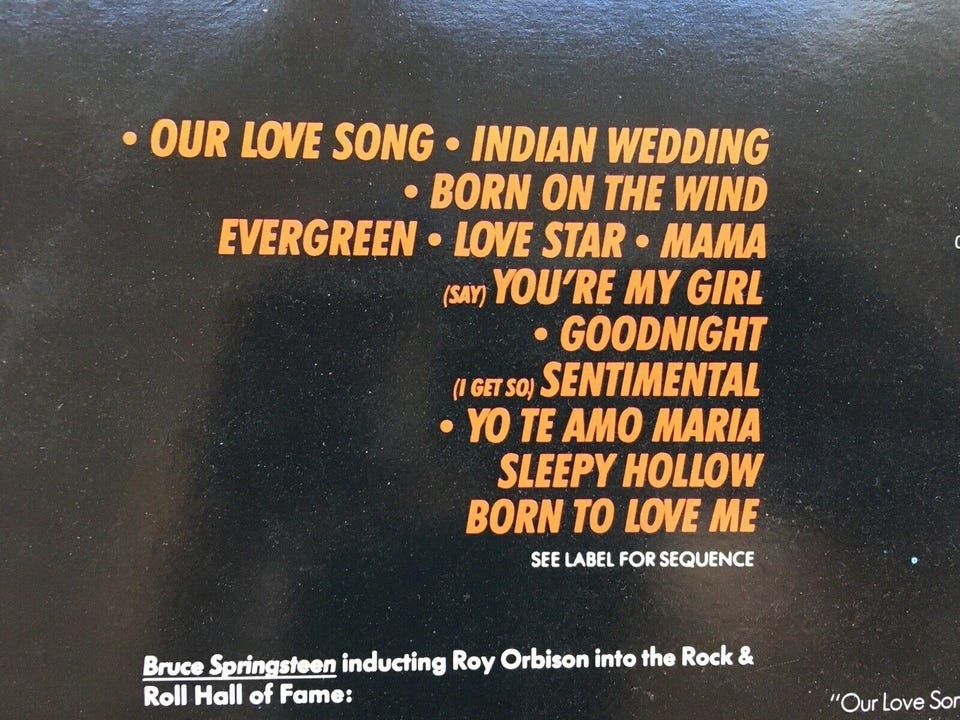 • OUR LOVE SONG • INDIAN WEDDING
• BORN ON THE WIND
EVERGREEN • LOVE STAR • MAMA
(SAY) YOU'RE MY GIRL
• GOODNIGHT
(I GET SO) SENTIMENTAL
• YO TE AMO MARIA
SLEEPY HOLLOW
BORN TO LOVE ME
SEE LABEL FOR SEQUENCE
Bruce Springsteen inducting Roy Orbison into the Rock &
Roll Hall of Fame:
"Our Love